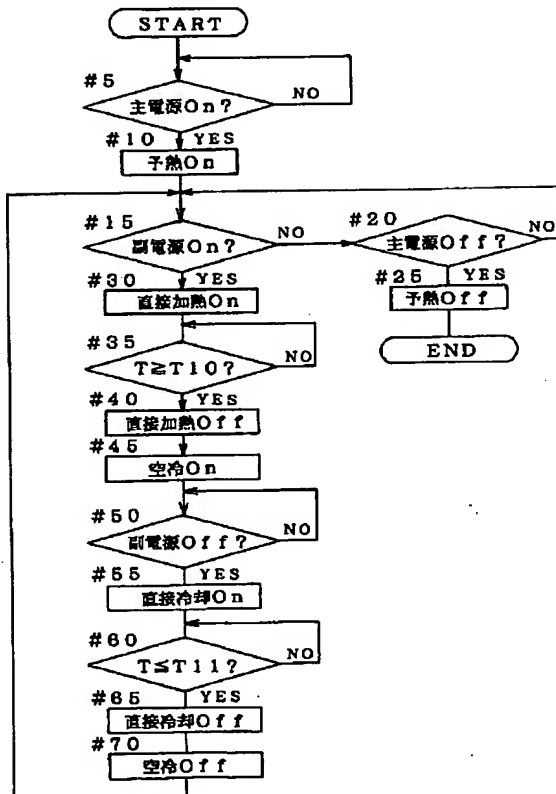 START
#5
主電源On?
NO
#10
YES
予熱On
#15
副電源On?
NO
#20
主電源Off?
NO
#30
YES
直接加熱On
#25
YES
予熱Off
END
#35
T≧T10?
NO
#40
YES
直接加熱Off
#45
空冷On
#50
副電源Off?
NO
#55
YES
直接冷却On
#60
T≦T11?
NO
#65
YES
直接冷却Off
#70
空冷Off